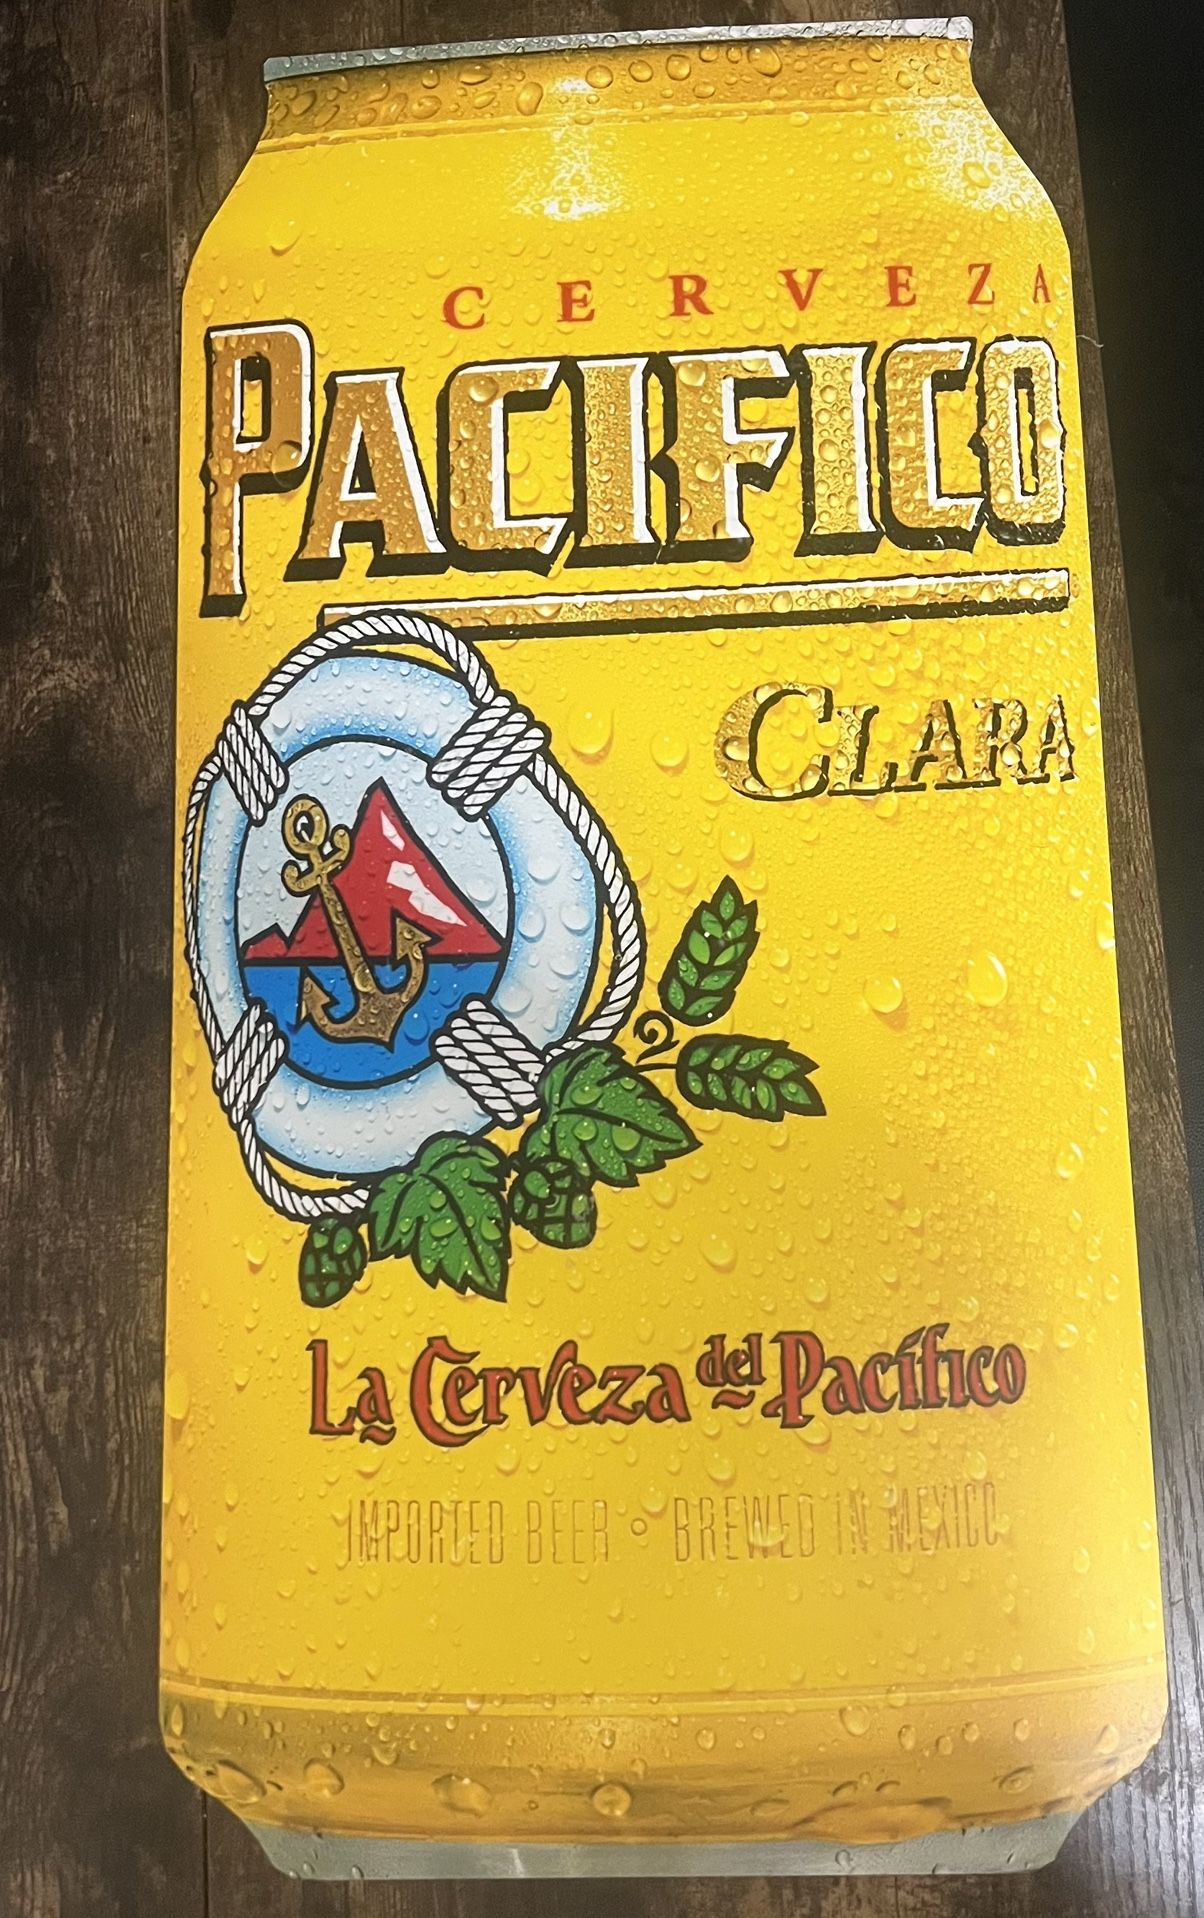 CERVEZA
PACIFICO
CLARA
La Cerveza del Pacífico
IMPORTED BEER • BREWED IN MEXICO